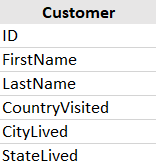 Customer
ID
FirstName
LastName
CountryVisited
CityLived
StateLived